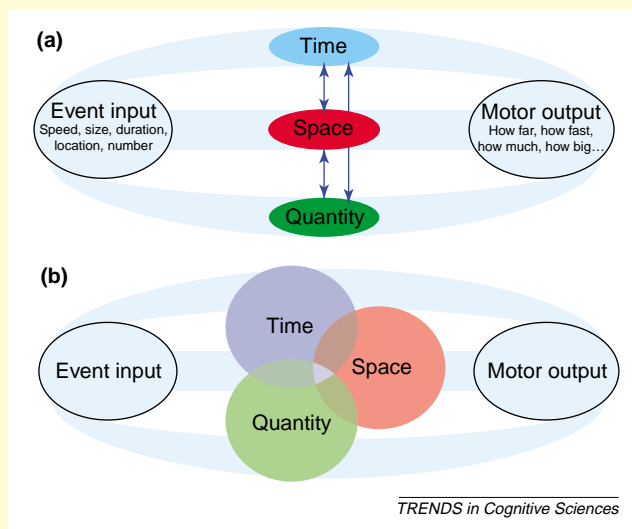 (a)
Time
Event input
Speed, size, duration,
location, number
Space
Motor output
How far, how fast,
how much, how big…
Quantity
(b)
Time
Event input
Space
Motor output
Quantity
TRENDS in Cognitive Sciences